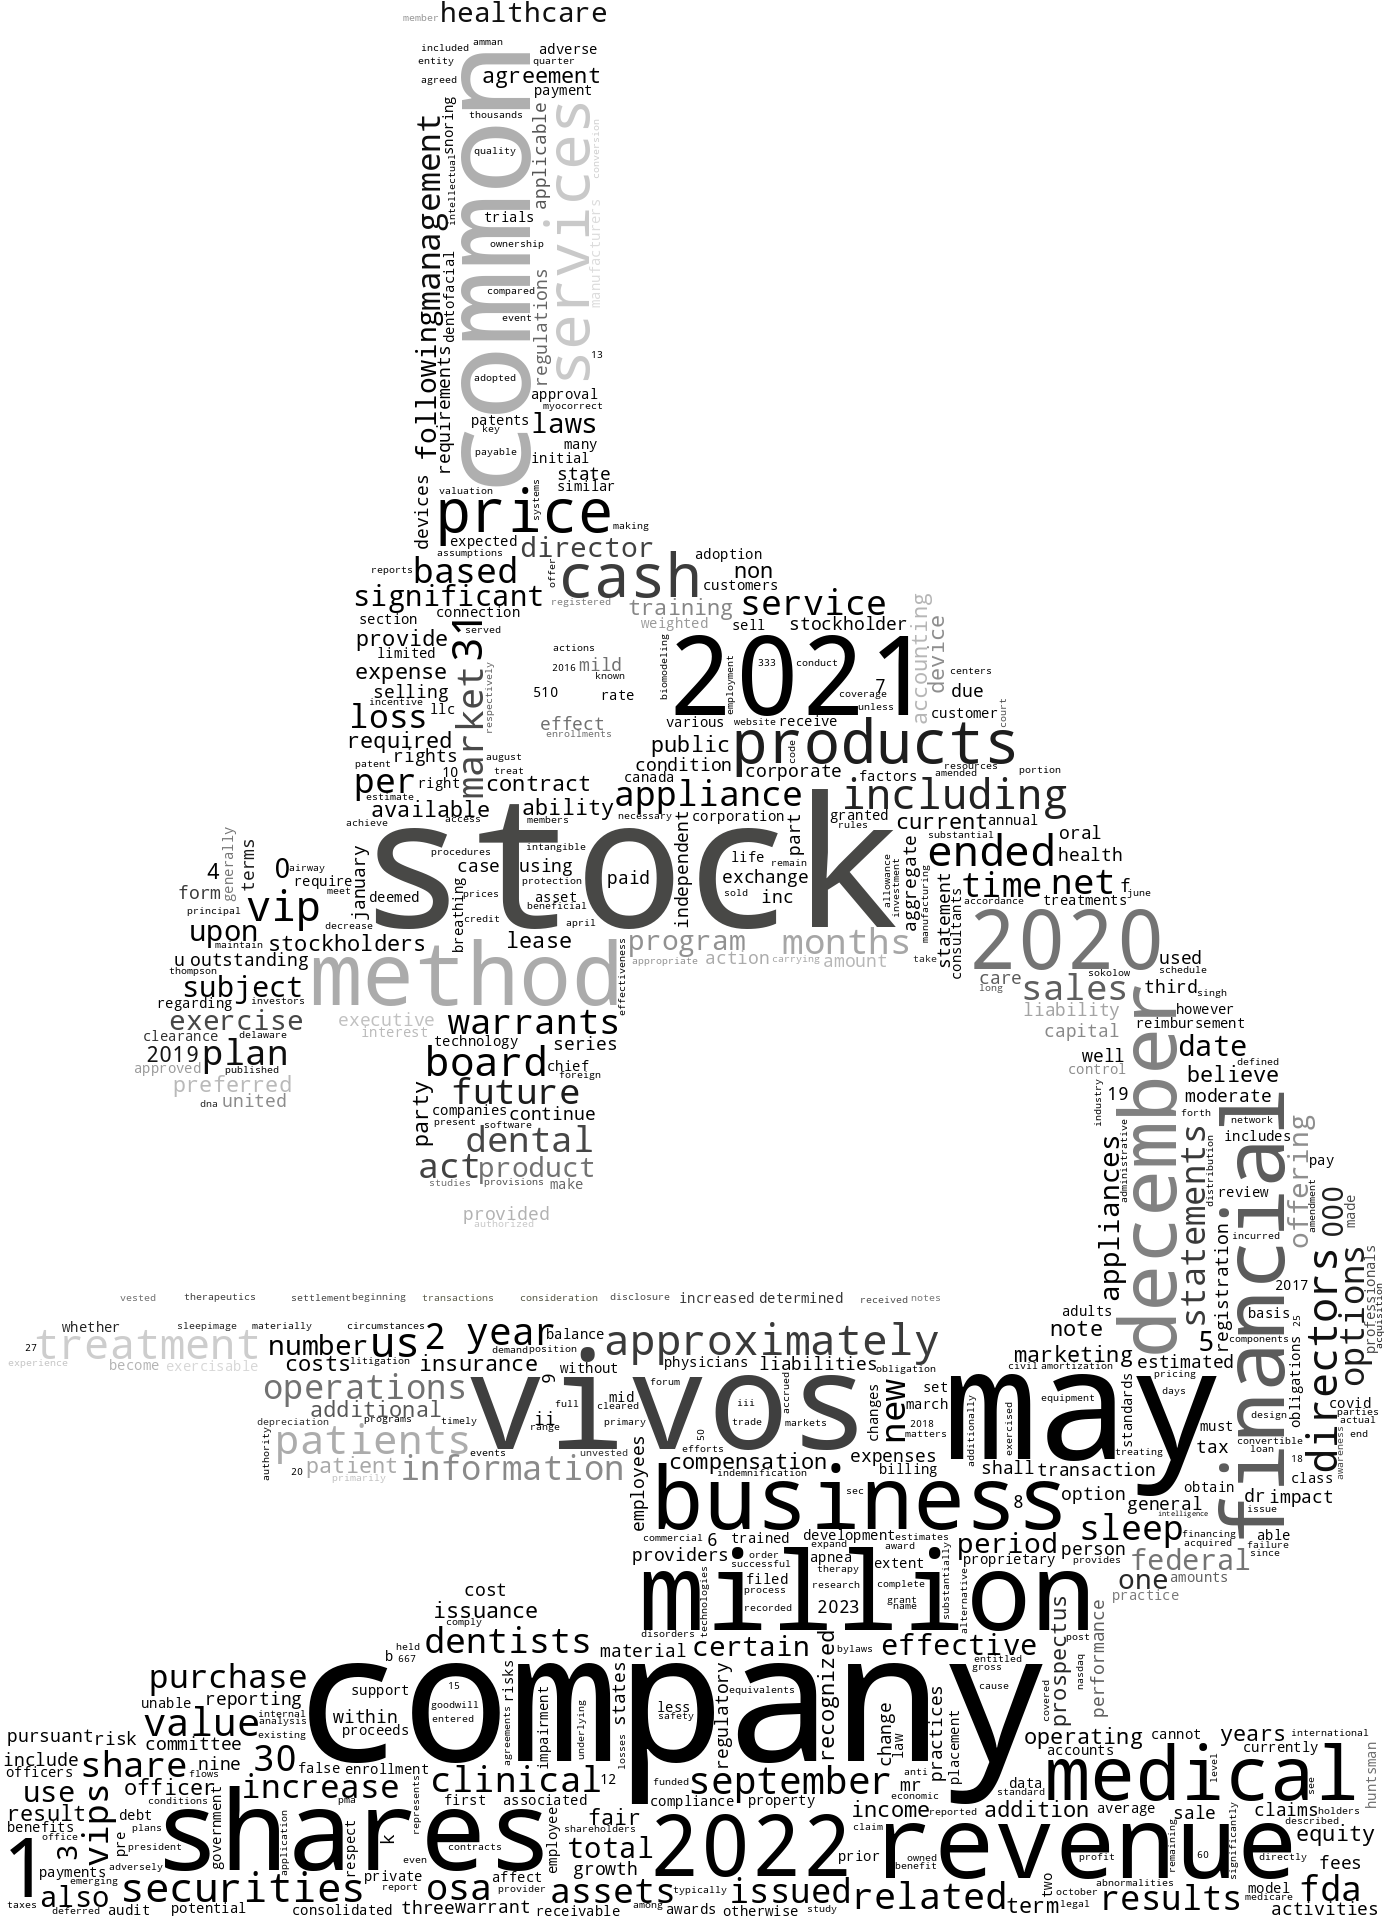 member healthcare
included amman adverse
entity quarter
agreed agreement
payment
thousands
common
services
management
following
snoring
intellectual
applicable
conversion
quality
trials
manufacturers
ownership
dentofacial
compared
regulations
event
requirements
13
adopted
approval
myocorrect
patents
key laws
many
payable initial
state
similar
valuation
devices
price
systems
making
expected director
assumptions adoption
reports based offer cash non
customers
significant registered training service
connection weighted sell stockholder
section served
provide 31
limited actions
expense 2016 mild
known
selling 510 rate
incentive
loss llc
market
respectively
effect
enrollments
biomodeling
2021
employment
333 conduct
7
coverage
unless
accounting
device
centers
due
customer
court
various website receive
required public products
code
rights condition corporate
patent august
10 treat canada factors resources
amended portion
per right contract appliance including
estimate
available ability
achieve access members necessary corporation granted current annual
rules
stock
substantial oral
ended health
generally
terms
4 0 airway
require
meet
form
january
procedures intangible
case using
protection
deemed prices asset
beneficial
credit april
breathing
paid
independent
life part
remain
exchange
sold inc
allowance
investment
aggregate
manufacturing
statement
consultants
time net f
june
accordance treatments
principal vip
decrease
upon
maintain stockholders lease
program months
2020
u outstanding
method
effectiveness
appropriate action carrying amount take
used
thompson care sokolow schedule
subject long sales third
singh
regarding investors
exercise executive
interest
warrants
liability however
clearance delaware technology series capital reimbursement
2019 plan board chief well date
approved published foreign control defined
preferred future believe
dna united
party
companies continue
present software
industry
19
december
moderate
forth
network
dental includes
act product
studies provisions make
administrative
appliances
statements
distribution
financial
offering
pay
review
amendment
000
made
provided
authorized
incurred
registration
directors
options
professionals
acquisition
2017
vested therapeutics settlement beginning transactions consideration disclosure increased determined received notes
basis
25
adults
whether sleepimage materially circumstances
27 treatment number us 2 year balance approximately note
demand position 5 components
experience become exercisable costs litigation insurance without physicians liabilities obligation marketing estimated
civil amortization
operations 9 vivos forum new set may pricing
days
additional full mid
cleared
iii accrued changes march equipment
obligations
covid
depreciation programs timely ii primary trade markets 2018
matters
standards
must design parties
actual
patients range
events unvested 50
efforts
additionally
exercised
treating tax convertible
loan
end
authority
20 patient
primarily
information
employees
compensation expenses
indemnification billing shall transaction 18
class
awareness
business sec 8 option obtain
general
intelligence
dr impact
issue
commercial 6 trained development estimates
expand award
period sleep financing
acquired
able
failure
since
providers order
successful apnea extent proprietary person provides federal
million therapy
filed
process research complete
grant
name
substantially
alternative
one amounts
practice
cost
issuance
comply
technologies
recorded 2023
disorders
prospectus
performance
post
dentists material certain recognized bylaws effective
held
b 667
entitled
gross
nasdaq
purchase company
risks states
15 less
safety
regulatory
equivalents
cause
covered
unable reporting support goodwill
internal
analysis
value within entered
proceeds
agreements
impairment
underlying
losses
change
law
practices
placement
operating cannot years international
pursuant risk committee existing
include accounts currently
officers share nine 30 false enrollment clinical 12 funded september anti
mr
economic
data
standard
medical
level
see
huntsman
flows
use officer increase first associated compliance property
conditions
result vips debt shares pma
represents
fair
shareholders
income reported addition average sale claims holders
described
benefits plans
office
government
application
respect
k
employee
total 2022 claim
revenue
remaining
significantly
equity
1 3 pre president contracts prior owned
benefit profit 60 directly
payments adversely
emerging
even
private
report
affect
provider
growth fees
also securities osa assets typically issued related two
october
abnormalities
results model
medicare
fda
taxes deferred audit potential consolidated three warrant receivable among awards otherwise study term legal activities